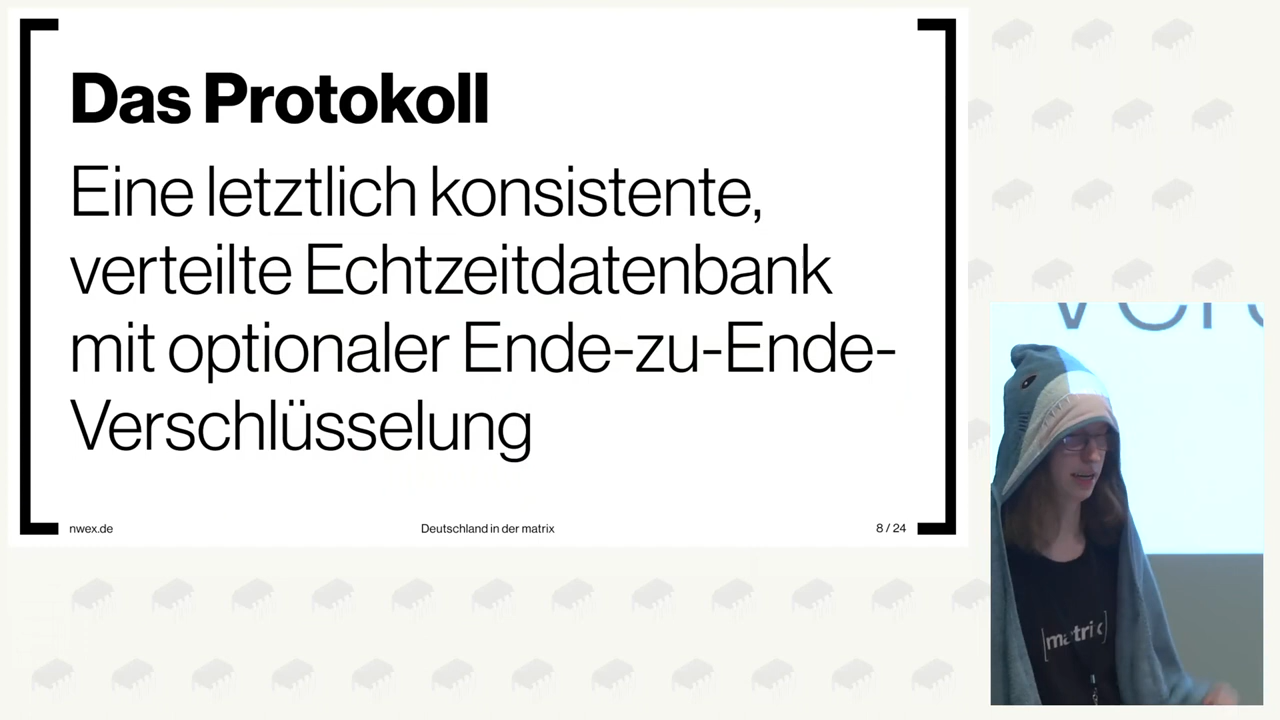 Das Protokoll
Eine letztlich konsistente,
verteilte Echtzeitdatenbank
mit optionaler Ende-zu-Ende-
Verschlüsselung
nwex.de
Deutschland in der matrix
8 / 24
[matrix]